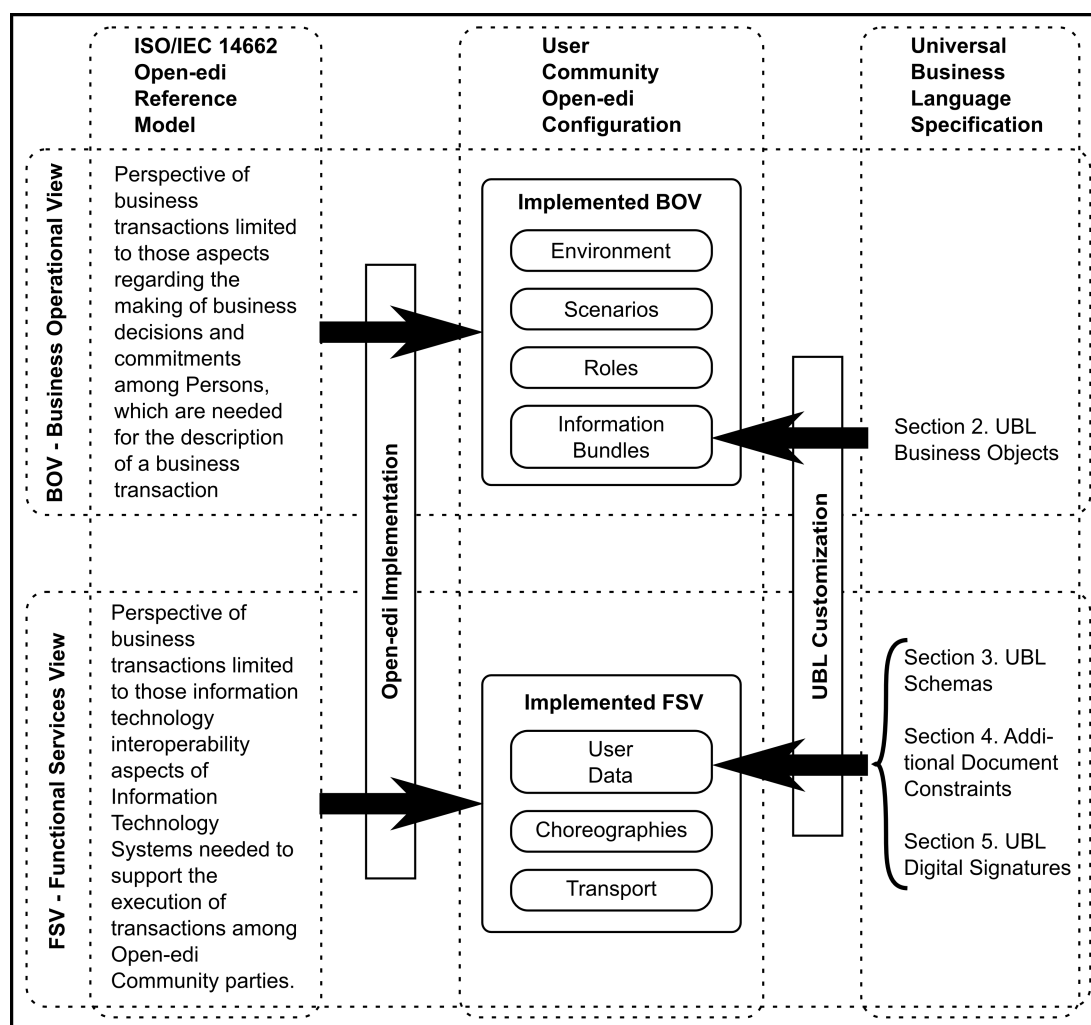 ISO/IEC 14662
Open-edi
Reference
Model
User
Community
Open-edi
Configuration
Universal
Business
Language
Specification
BOV - Business Operational View
Perspective of
business
transactions limited
to those aspects
regarding the
making of business
decisions and
commitments
among Persons,
which are needed
for the description
of a business
transaction
Open-edi Implementation
Implemented BOV
Environment
Scenarios
Roles
Information
Bundles
UBL Customization
Section 2. UBL
Business Objects
FSV - Functional Services View
Perspective of
business
transactions limited
to those information
technology
interoperability
aspects of
Information
Technology
Systems needed to
support the
execution of
transactions among
Open-edi
Community parties.
Implemented FSV
User
Data
Choreographies
Transport
Section 3. UBL
Schemas
Section 4. Addi-
tional Document
Constraints
Section 5. UBL
Digital Signatures